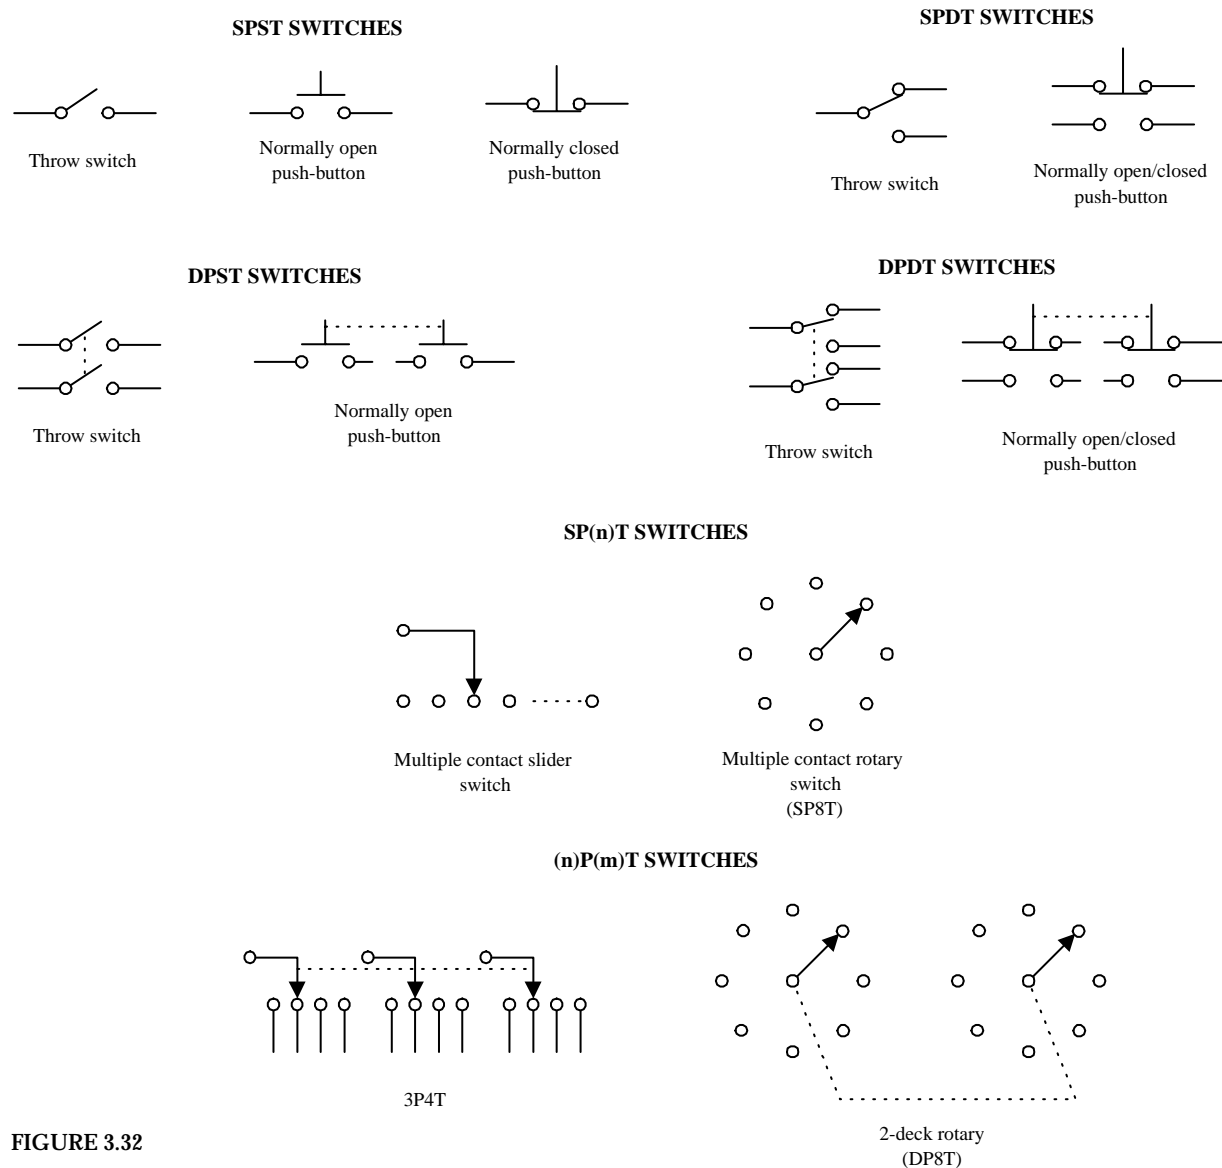 SPST SWITCHES
SPDT SWITCHES
Throw switch
Normally open
push-button
Normally closed
push-button
Throw switch
Normally open/closed
push-button
DPST SWITCHES
DPDT SWITCHES
Throw switch
Normally open
push-button
Throw switch
Normally open/closed
push-button
SP(n)T SWITCHES
Multiple contact slider
switch
Multiple contact rotary
switch
(SP8T)
(n)P(m)T SWITCHES
3P4T
2-deck rotary
(DP8T)
FIGURE 3.32